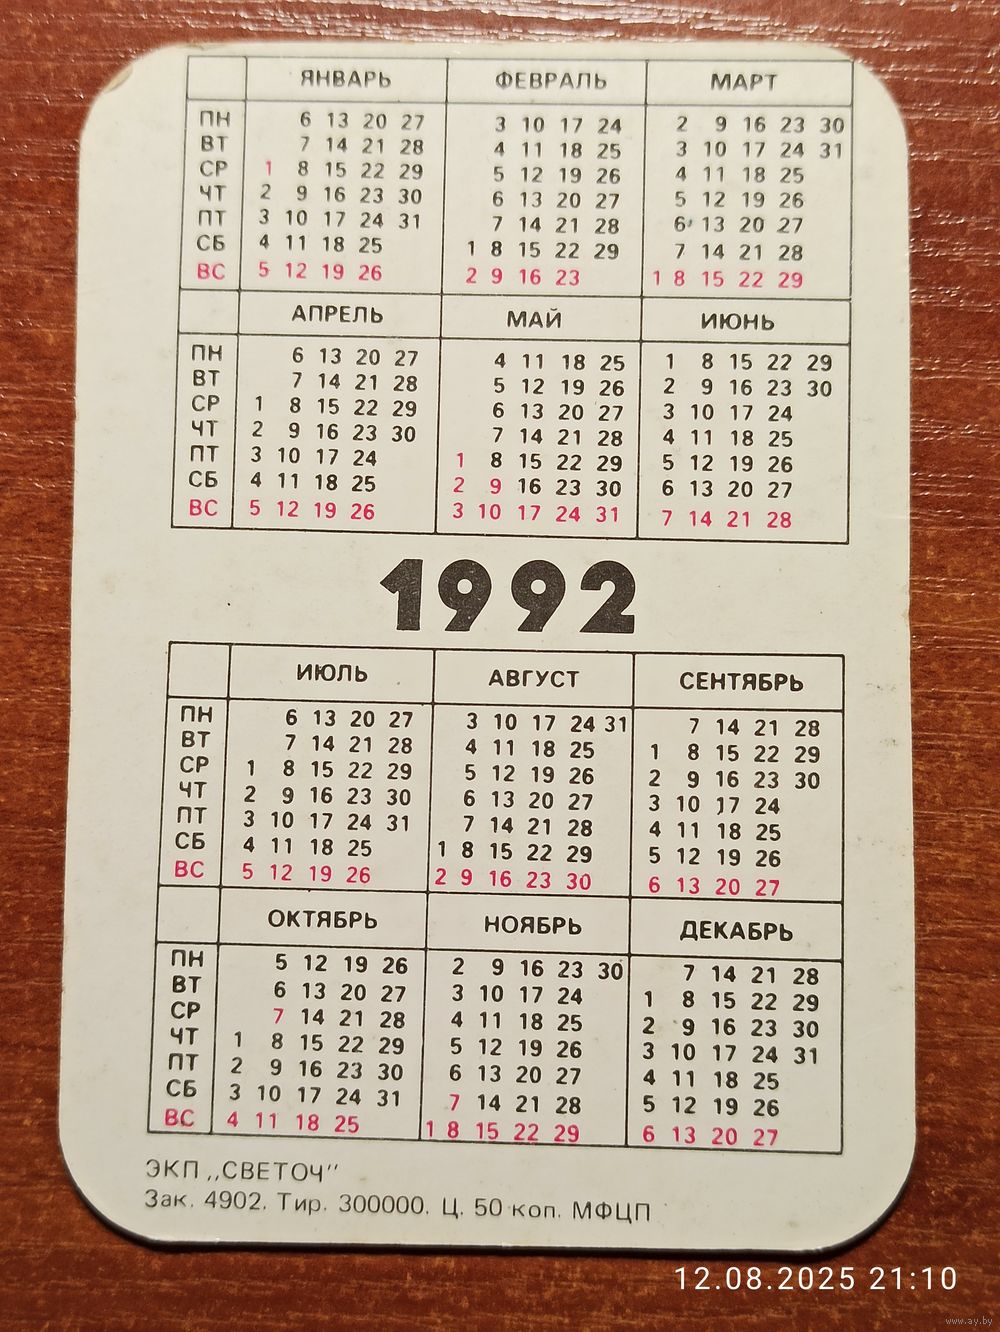 ЯНВАРЬ ФЕВРАЛЬ МАРТ
ПН 6 13 20 27 3 10 17 24 2 9 16 23 30
ВТ 7 14 21 28 4 11 18 25 3 10 17 24 31
СР 1 8 15 22 29 5 12 19 26 4 11 18 25
ЧТ 2 9 16 23 30 6 13 20 27 5 12 19 26
ПТ 3 10 17 24 31 7 14 21 28 6 13 20 27
СБ 4 11 18 25 1 8 15 22 29 7 14 21 28
ВС 5 12 19 26 2 9 16 23 1 8 15 22 29
АПРЕЛЬ МАЙ ИЮНЬ
ПН 6 13 20 27 4 11 18 25 1 8 15 22 29
ВТ 7 14 21 28 5 12 19 26 2 9 16 23 30
СР 1 8 15 22 29 6 13 20 27 3 10 17 24
ЧТ 2 9 16 23 30 7 14 21 28 4 11 18 25
ПТ 3 10 17 24 1 8 15 22 29 5 12 19 26
СБ 4 11 18 25 2 9 16 23 30 6 13 20 27
ВС 5 12 19 26 3 10 17 24 31 7 14 21 28
1992
ИЮЛЬ АВГУСТ СЕНТЯБРЬ
ПН 6 13 20 27 3 10 17 24 31 7 14 21 28
ВТ 7 14 21 28 4 11 18 25 1 8 15 22 29
СР 1 8 15 22 29 5 12 19 26 2 9 16 23 30
ЧТ 2 9 16 23 30 6 13 20 27 3 10 17 24
ПТ 3 10 17 24 31 7 14 21 28 4 11 18 25
СБ 4 11 18 25 1 8 15 22 29 5 12 19 26
ВС 5 12 19 26 2 9 16 23 30 6 13 20 27
ОКТЯБРЬ НОЯБРЬ ДЕКАБРЬ
ПН 5 12 19 26 2 9 16 23 30 7 14 21 28
ВТ 6 13 20 27 3 10 17 24 1 8 15 22 29
СР 7 14 21 28 4 11 18 25 2 9 16 23 30
ЧТ 1 8 15 22 29 5 12 19 26 3 10 17 24 31
ПТ 2 9 16 23 30 6 13 20 27 4 11 18 25
СБ 3 10 17 24 31 7 14 21 28 5 12 19 26
ВС 4 11 18 25 1 8 15 22 29 6 13 20 27
ЭКП „СВЕТОЧ"
Зак. 4902. Тир. 300000. Ц. 50 коп. МФЦП
12.08.2025 21:10
www.ay.by